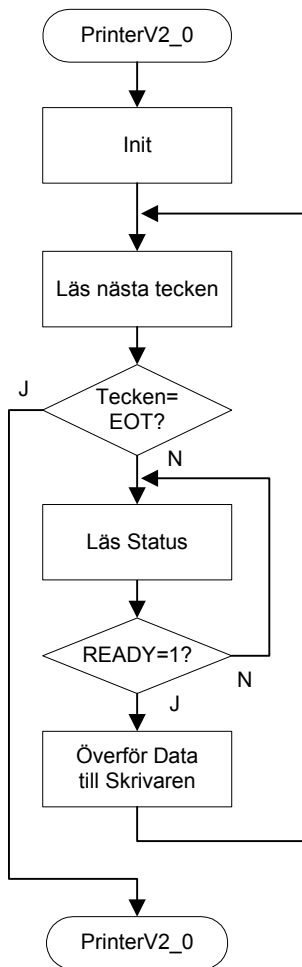 PrinterV2_0
Init
Läs nästa tecken
J
Tecken=
EOT?
N
Läs Status
READY=1?
N
J
Överför Data
till Skrivaren
PrinterV2_0